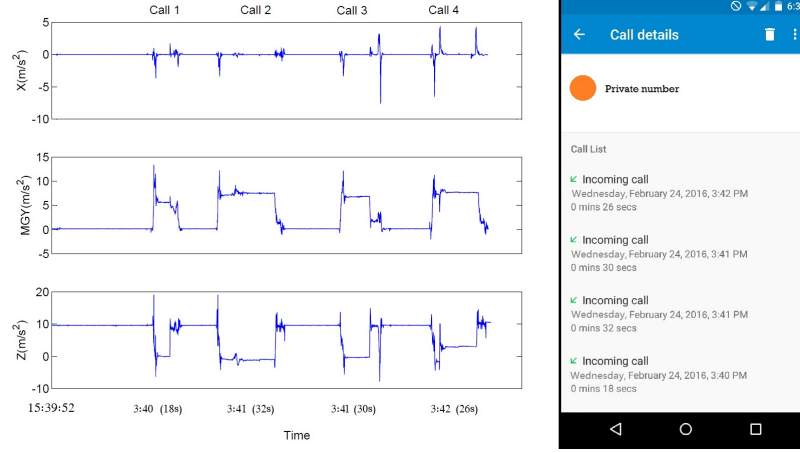 Call 1 Call 2 Call 3 Call 4
5
0
-5
-10
X(m/s²)
15
10
5
0
-5
MGY(m/s²)
20
10
0
-10
Z(m/s²)
15:39:52 3:40 (18s) 3:41 (32s) 3:41 (30s) 3:42 (26s)
Time
Call details
Private number
Call List
Incoming call
Wednesday, February 24, 2016, 3:42 PM
0 mins 26 secs
Incoming call
Wednesday, February 24, 2016, 3:41 PM
0 mins 30 secs
Incoming call
Wednesday, February 24, 2016, 3:41 PM
0 mins 32 secs
Incoming call
Wednesday, February 24, 2016, 3:40 PM
0 mins 18 secs